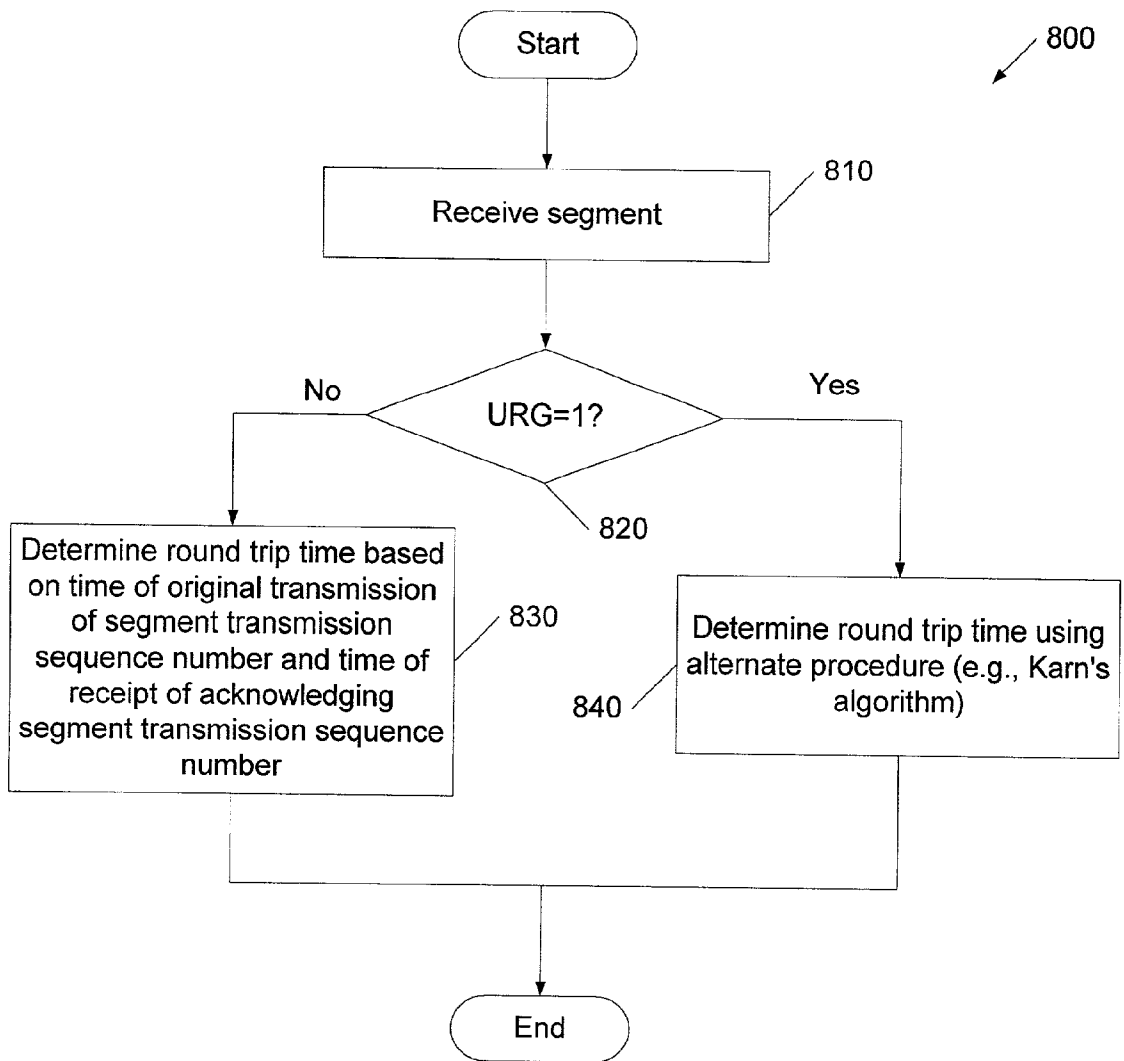 Start
800
810
Receive segment
No
Yes
URG=1?
820
Determine round trip time based
on time of original transmission
of segment transmission
sequence number and time of
receipt of acknowledging
segment transmission sequence
number
830
Determine round trip time using
alternate procedure (e.g., Karn's
algorithm)
840
End